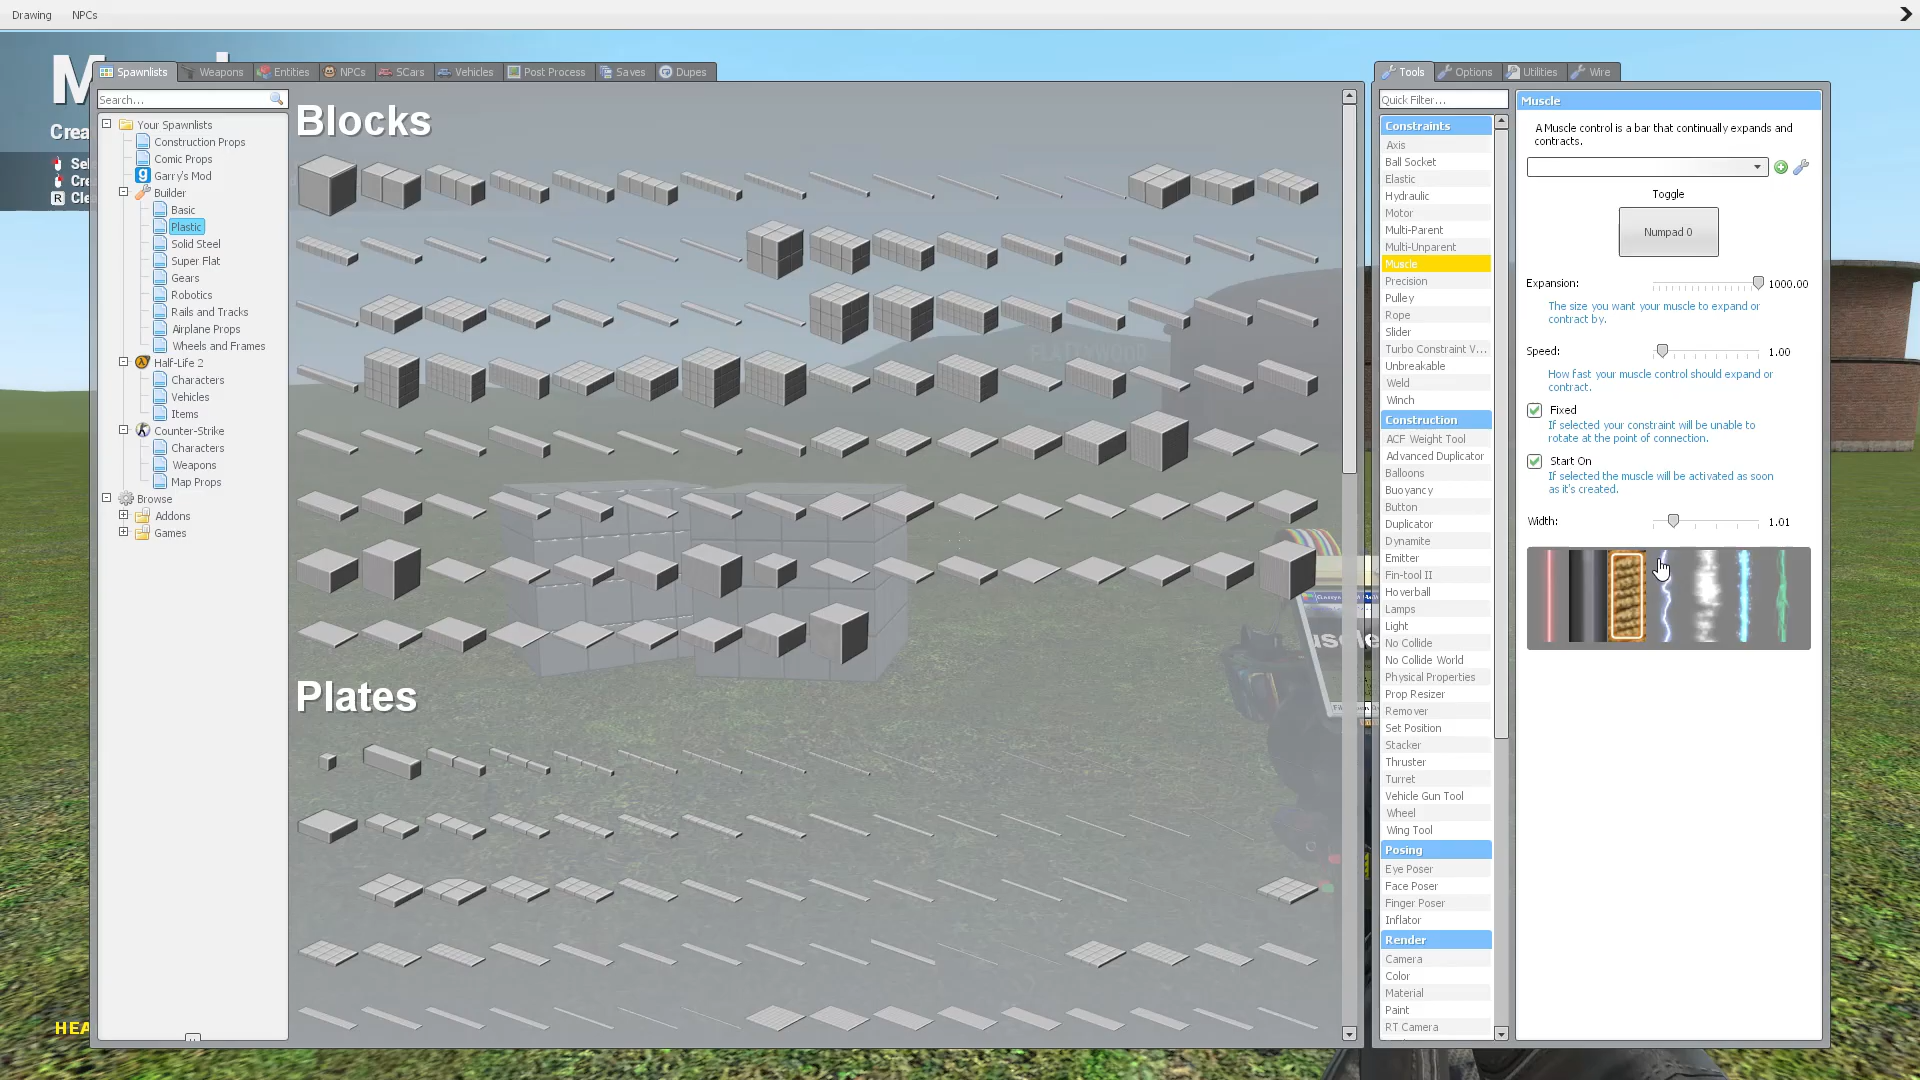 Drawing NPCs
M
Crea
Sel
Cre
R Cle
Spawnlists Weapons Entities NPCs SCars Vehicles Post Process Saves Dupes
Search...
Your Spawnlists
Construction Props
Comic Props
Garry's Mod
Builder
Basic
Plastic
Solid Steel
Super Flat
Gears
Robotics
Rails and Tracks
Airplane Props
Wheels and Frames
Half-Life 2
Characters
Vehicles
Items
Counter-Strike
Characters
Weapons
Map Props
Browse
Addons
Games
HEA
Blocks
FLATTYWOOD
Plates
uscle
Tools Options Utilities Wire
Quick Filter...
Constraints
Axis
Ball Socket
Elastic
Hydraulic
Motor
Multi-Parent
Multi-Unparent
Muscle
Precision
Pulley
Rope
Slider
Turbo Constraint V...
Unbreakable
Weld
Winch
Construction
ACF Weight Tool
Advanced Duplicator
Balloons
Buoyancy
Button
Duplicator
Dynamite
Emitter
Fin-tool II
Hoverball
Lamps
Light
No Collide
No Collide World
Physical Properties
Prop Resizer
Remover
Set Position
Stacker
Thruster
Turret
Vehicle Gun Tool
Wheel
Wing Tool
Posing
Eye Poser
Face Poser
Finger Poser
Inflator
Render
Camera
Color
Material
Paint
RT Camera
Muscle
A Muscle control is a bar that continually expands and
contracts.
Toggle
Numpad 0
Expansion: 1000.00
The size you want your muscle to expand or
contract by.
Speed: 1.00
How fast your muscle control should expand or
contract.
Fixed
If selected your constraint will be unable to
rotate at the point of connection.
Start On
If selected the muscle will be activated as soon
as it's created.
Width: 1.01